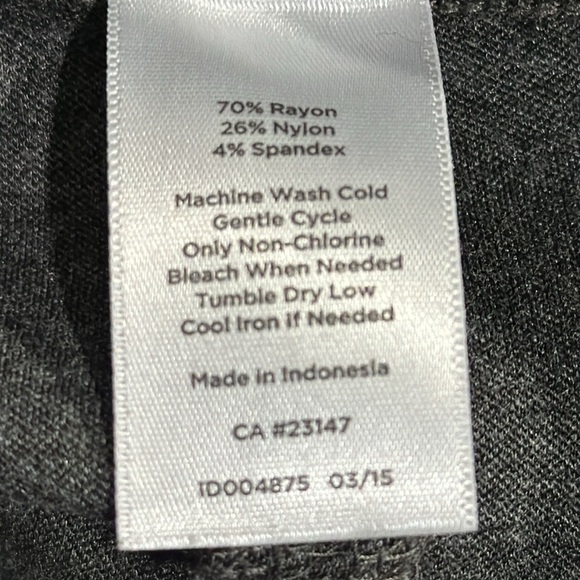 70% Rayon
26% Nylon
4% Spandex
Machine Wash Cold
Gentle Cycle
Only Non-Chlorine
Bleach When Needed
Tumble Dry Low
Cool Iron If Needed
Made in Indonesia
CA #23147
ID004875 03/15